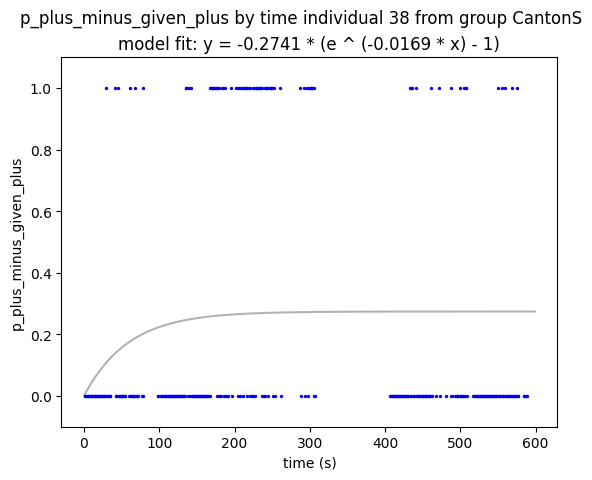 p_plus_minus_given_plus by time individual 38 from group CantonS
model fit: y = -0.2741 * (e ^ (-0.0169 * x) - 1)
p_plus_minus_given_plus
1.0
0.8
0.6
0.4
0.2
0.0
0 100 200 300 400 500 600
time (s)